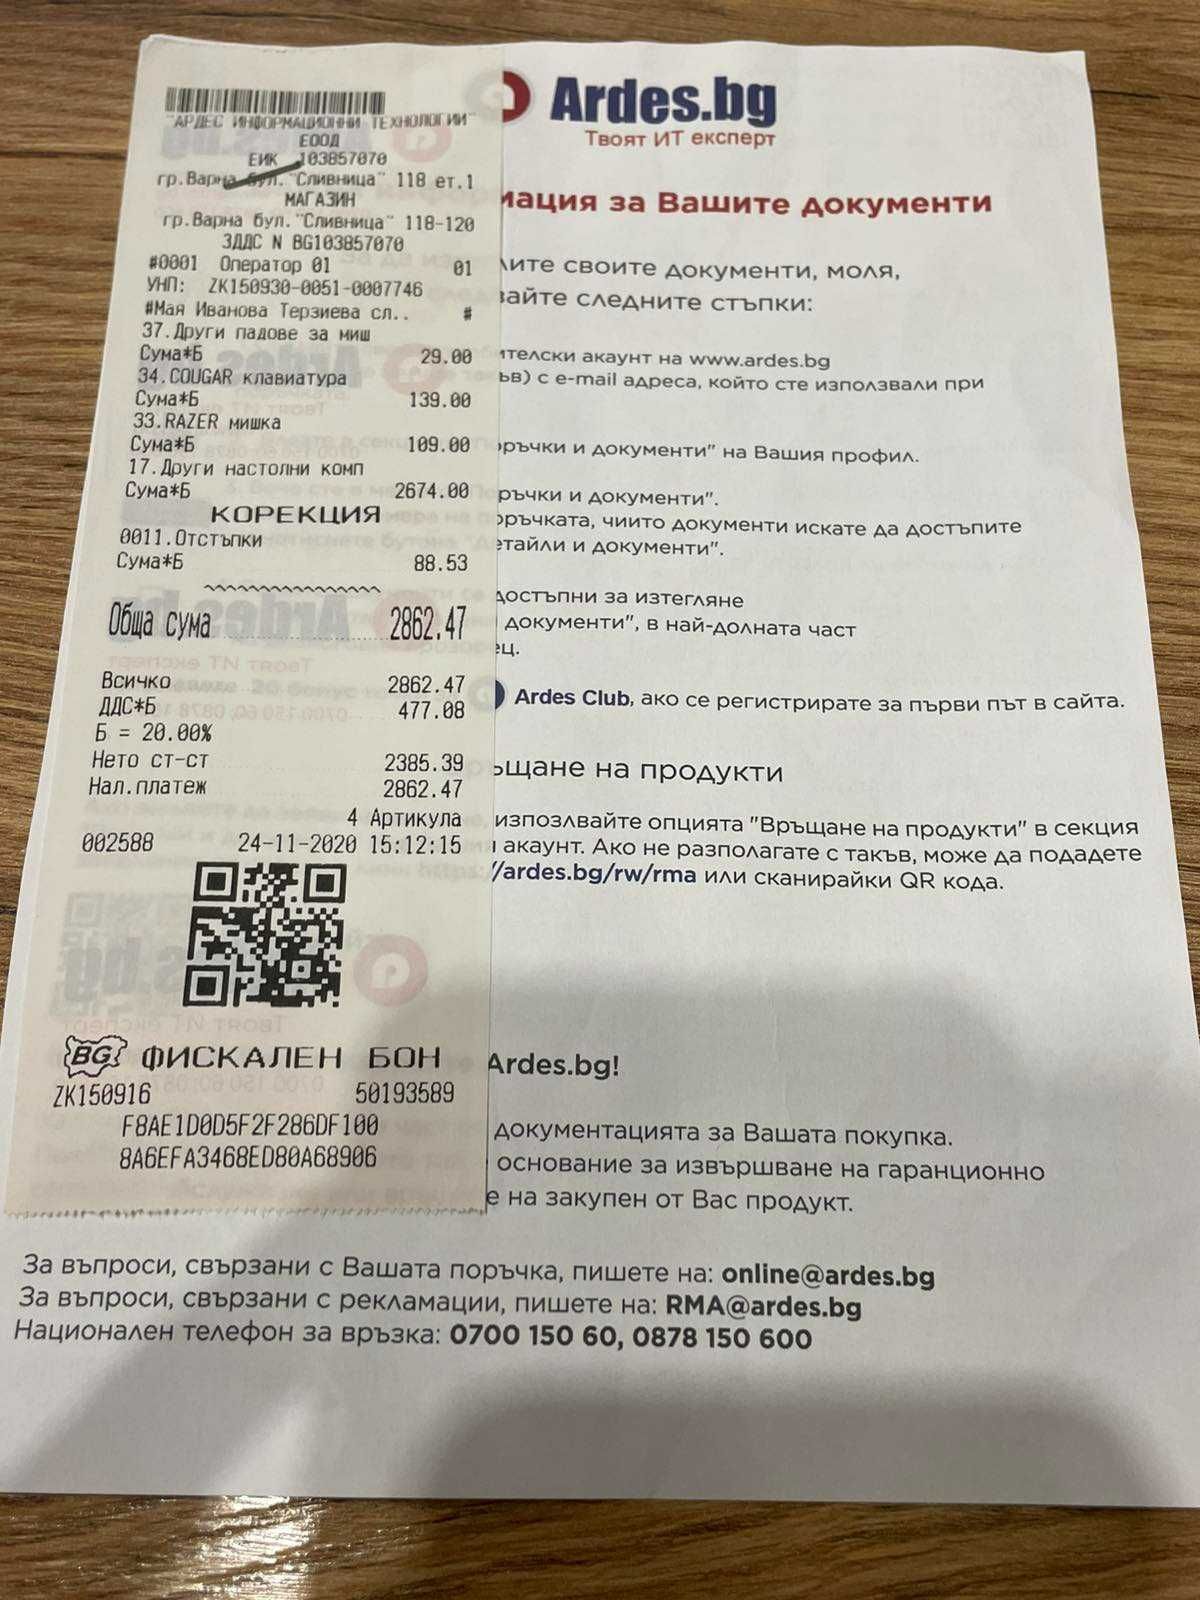 "АРДЕС ИНФОРМАЦИОННИ ТЕХНОЛОГИИ"
ЕООД
ЕИК 103857070
гр.Варна бул. "Сливница" 118 ет.1
МАГАЗИН
гр.Варна бул."Сливница" 118-120
ЗДДС N BG103857070
#0001 Оператор 01 01
УНП: ZK150930-0051-0007746
#Мая Иванова Терзиева сл.. #
37.Други падове за миш
Сума*Б 29.00
34.COUGAR клавиатура
Сума*Б 139.00
33.RAZER мишка
Сума*Б 109.00
17.Други настолни комп
Сума*Б 2674.00
КОРЕКЦИЯ
0011.Отстъпки
Сума*Б 88.53
Обща сума 2862.47
Всичко 2862.47
ДДС*Б 477.08
Б = 20.00%
Нето ст-ст 2385.39
Нал.платеж 2862.47
4 Артикула
002588 24-11-2020 15:12:15
BG ФИСКАЛЕН БОН
ZK150916 50193589
F8AE1D0D5F2F286DF100
8A6EFA3468ED80A68906
Ardes.bg
Твоят ИТ експерт
мация за Вашите документи
лите своите документи, моля,
вайте следните стъпки:
ителски акаунт на www.ardes.bg
ъв) с e-mail адреса, който сте използвали при
оръчки и документи" на Вашия профил.
ръчки и документи".
оръчката, чиито документи искате да достъпите
етайли и документи".
достъпни за изтегляне
документи", в най-долната част
ец.
Ardes Club, ако се регистрирате за първи път в сайта.
ъщане на продукти
използвайте опцията "Връщане на продукти" в секция
акаунт. Ако не разполагате с такъв, може да подадете
/ardes.bg/rw/rma или сканирайки QR кода.
Ardes.bg!
документацията за Вашата покупка.
основание за извършване на гаранционно
е на закупен от Вас продукт.
За въпроси, свързани с Вашата поръчка, пишете на: online@ardes.bg
За въпроси, свързани с рекламации, пишете на: RMA@ardes.bg
Национален телефон за връзка: 0700 150 60, 0878 150 600